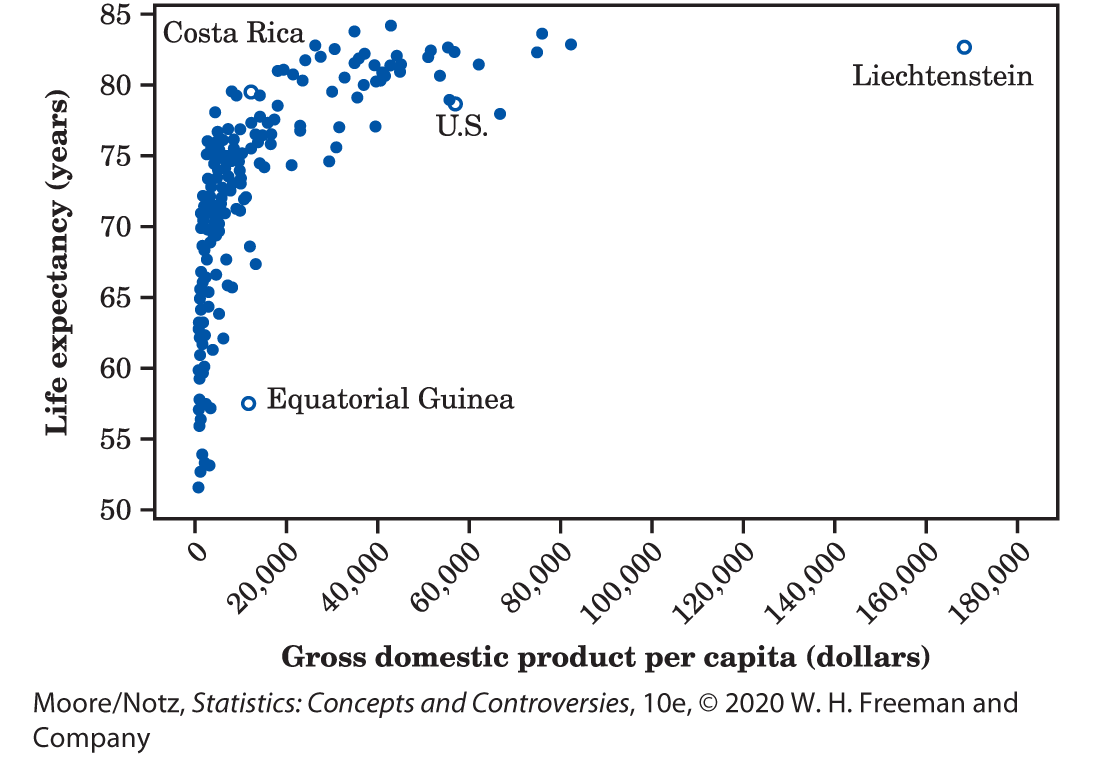 85
80
75
70
65
60
55
50
Life expectancy (years)
Costa Rica
Liechtenstein
U.S.
Equatorial Guinea
0
20,000
40,000
60,000
80,000
100,000
120,000
140,000
160,000
180,000
Gross domestic product per capita (dollars)
Moore/Notz, Statistics: Concepts and Controversies, 10e, © 2020 W. H. Freeman and
Company